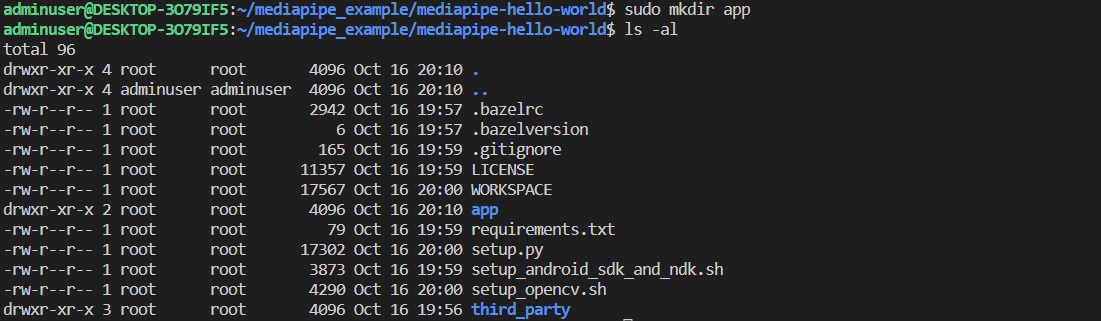 adminuser@DESKTOP-3O79IF5:~/mediapipe_example/mediapipe-hello-world$ sudo mkdir app
adminuser@DESKTOP-3O79IF5:~/mediapipe_example/mediapipe-hello-world$ ls -al
total 96
drwxr-xr-x 4 root      root       4096 Oct 16 20:10 .
drwxr-xr-x 4 adminuser adminuser  4096 Oct 16 20:10 ..
-rw-r--r-- 1 root      root       2942 Oct 16 19:57 .bazelrc
-rw-r--r-- 1 root      root          6 Oct 16 19:57 .bazelversion
-rw-r--r-- 1 root      root        165 Oct 16 19:59 .gitignore
-rw-r--r-- 1 root      root      11357 Oct 16 19:59 LICENSE
-rw-r--r-- 1 root      root      17567 Oct 16 20:00 WORKSPACE
drwxr-xr-x 2 root      root       4096 Oct 16 20:10 app
-rw-r--r-- 1 root      root         79 Oct 16 19:59 requirements.txt
-rw-r--r-- 1 root      root      17302 Oct 16 20:00 setup.py
-rw-r--r-- 1 root      root       3873 Oct 16 19:59 setup_android_sdk_and_ndk.sh
-rw-r--r-- 1 root      root       4290 Oct 16 20:00 setup_opencv.sh
drwxr-xr-x 3 root      root       4096 Oct 16 19:56 third_party